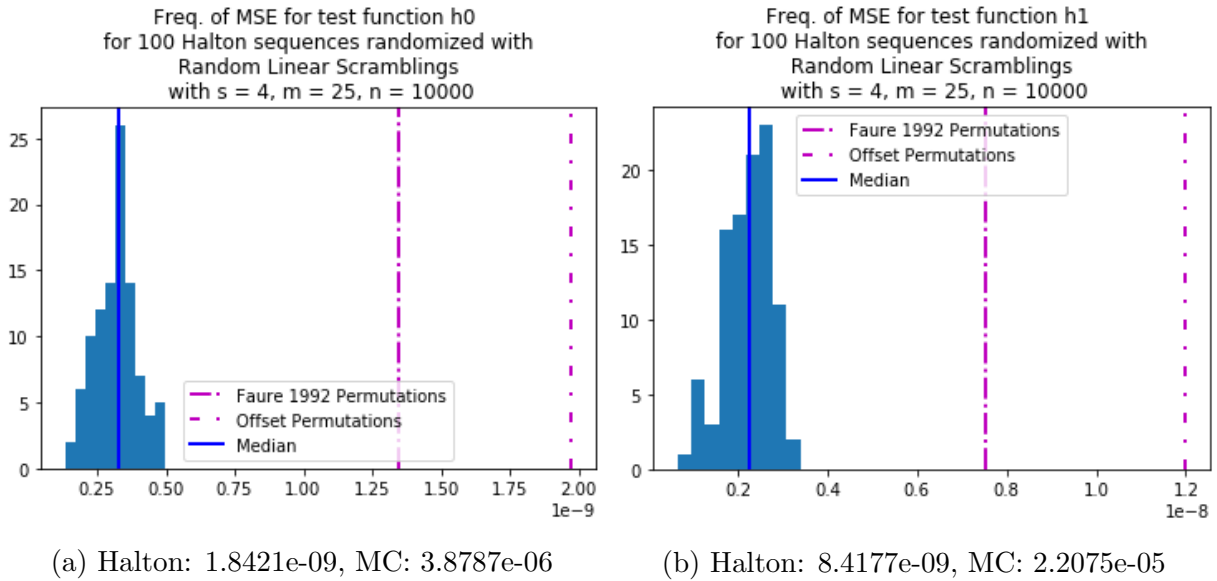 Freq. of MSE for test function h0
for 100 Halton sequences randomized with
Random Linear Scramblings
with s = 4, m = 25, n = 10000
25
20
15
10
5
0
Faure 1992 Permutations
Offset Permutations
Median
0.25
0.50
0.75
1.00
1.25
1.50
1.75
2.00
1e−9
(a) Halton: 1.8421e-09, MC: 3.8787e-06
Freq. of MSE for test function h1
for 100 Halton sequences randomized with
Random Linear Scramblings
with s = 4, m = 25, n = 10000
Faure 1992 Permutations
Offset Permutations
Median
20
15
10
5
0
0.2
0.4
0.6
0.8
1.0
1.2
1e−8
(b) Halton: 8.4177e-09, MC: 2.2075e-05